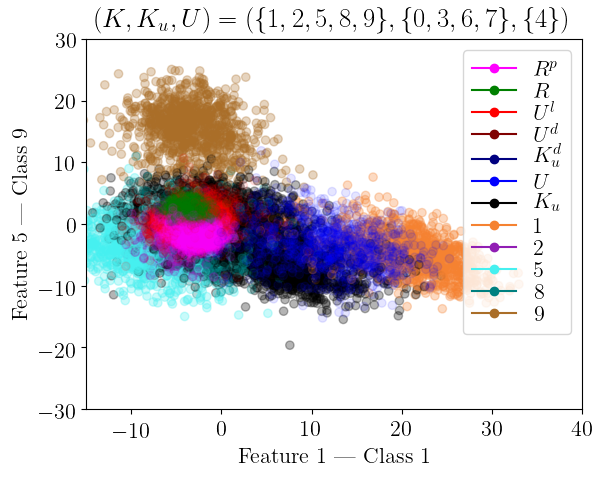 (K, K_u, U) = ({1, 2, 5, 8, 9}, {0, 3, 6, 7}, {4})
Feature 5 — Class 9
30
20
10
0
−10
−20
−30
−10
0
10
20
30
40
Feature 1 — Class 1
R^p
R
U^l
U^d
K_u^d
U
K_u
1
2
5
8
9